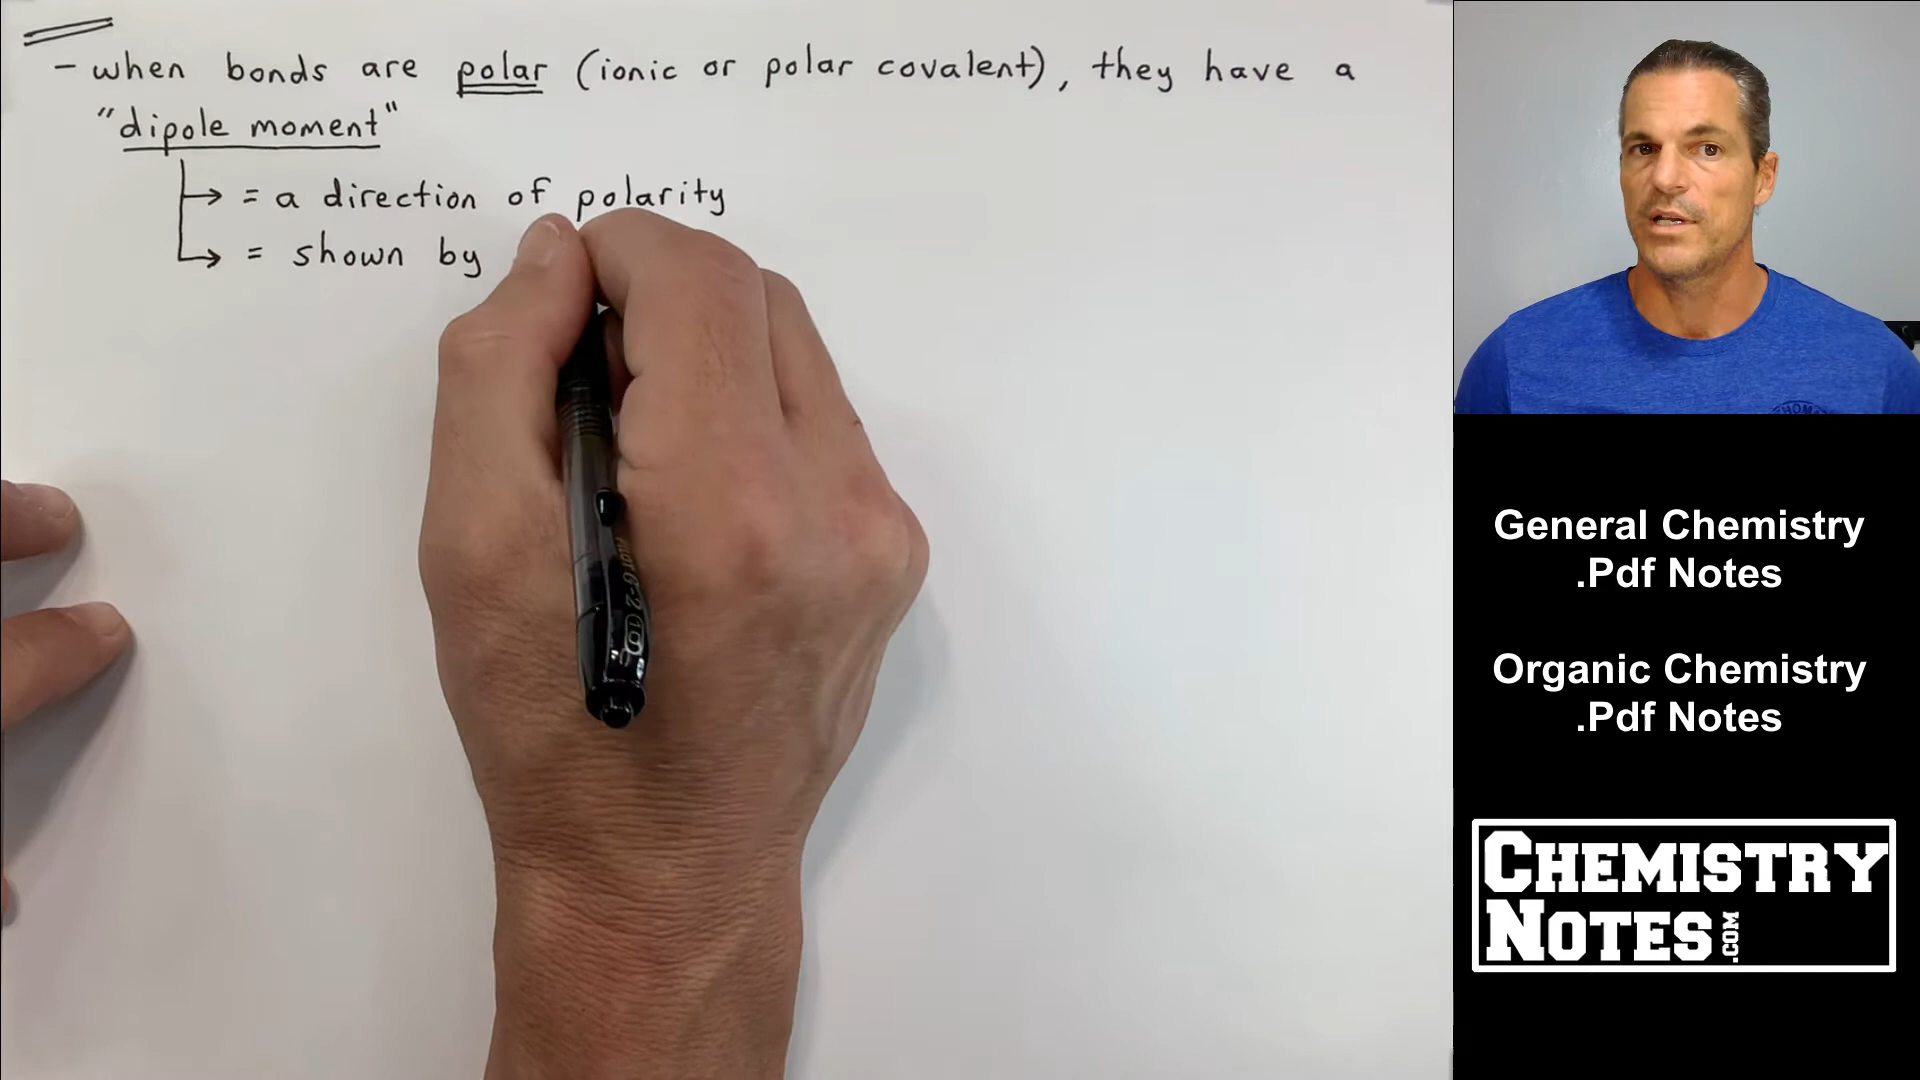 - when bonds are polar (ionic or polar covalent), they have a
"dipole moment"
→ = a direction of polarity
→ = shown by
General Chemistry
.Pdf Notes
Organic Chemistry
.Pdf Notes
CHEMISTRY
NOTES.COM